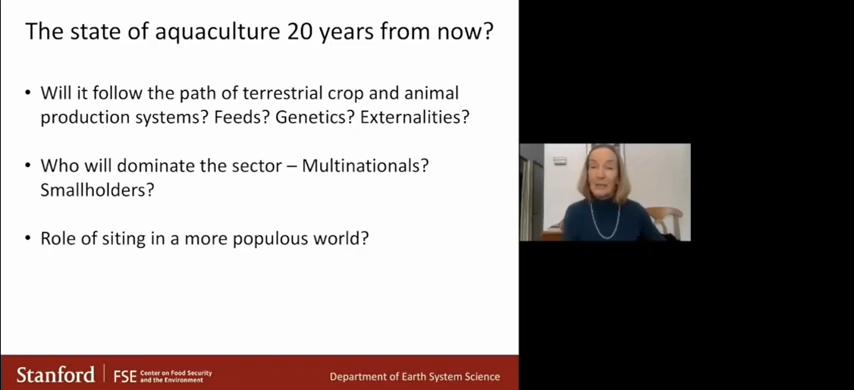 The state of aquaculture 20 years from now?
• Will it follow the path of terrestrial crop and animal
production systems? Feeds? Genetics? Externalities?
• Who will dominate the sector – Multinationals?
Smallholders?
• Role of siting in a more populous world?
Stanford | FSE Center on Food Security
and the Environment
Department of Earth System Science